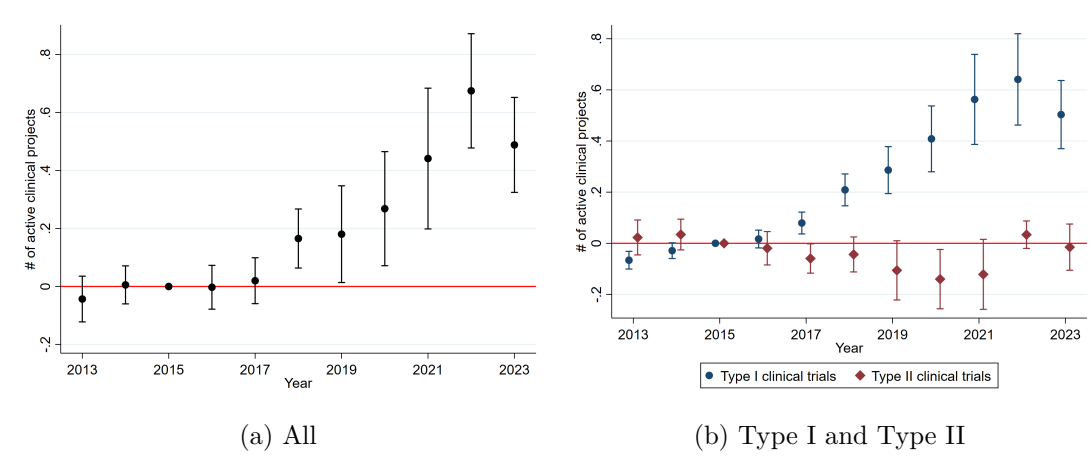 # of active clinical projects
.8
.6
.4
.2
0
-.2
2013 2015 2017 2019 2021 2023
Year
(a) All
# of active clinical projects
.8
.6
.4
.2
0
-.2
2013 2015 2017 2019 2021 2023
Year
Type I clinical trials Type II clinical trials
(b) Type I and Type II